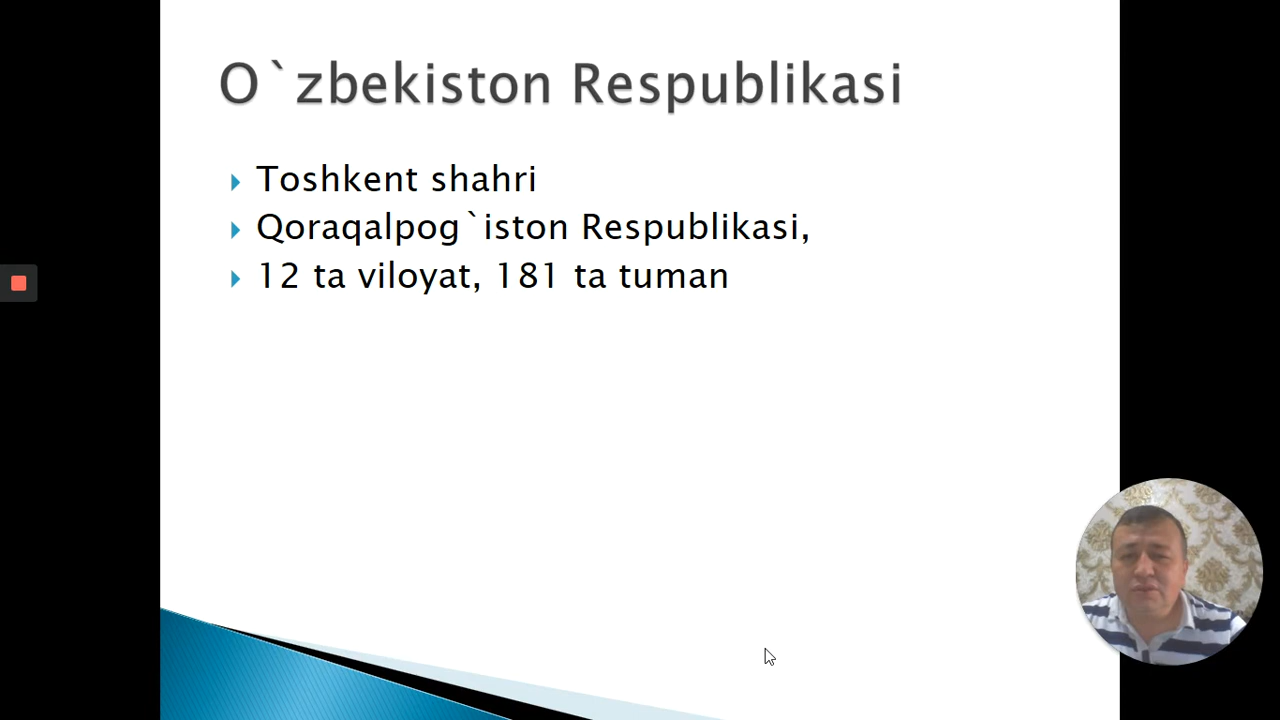 O`zbekiston Respublikasi
Toshkent shahri
Qoraqalpog`iston Respublikasi,
12 ta viloyat, 181 ta tuman